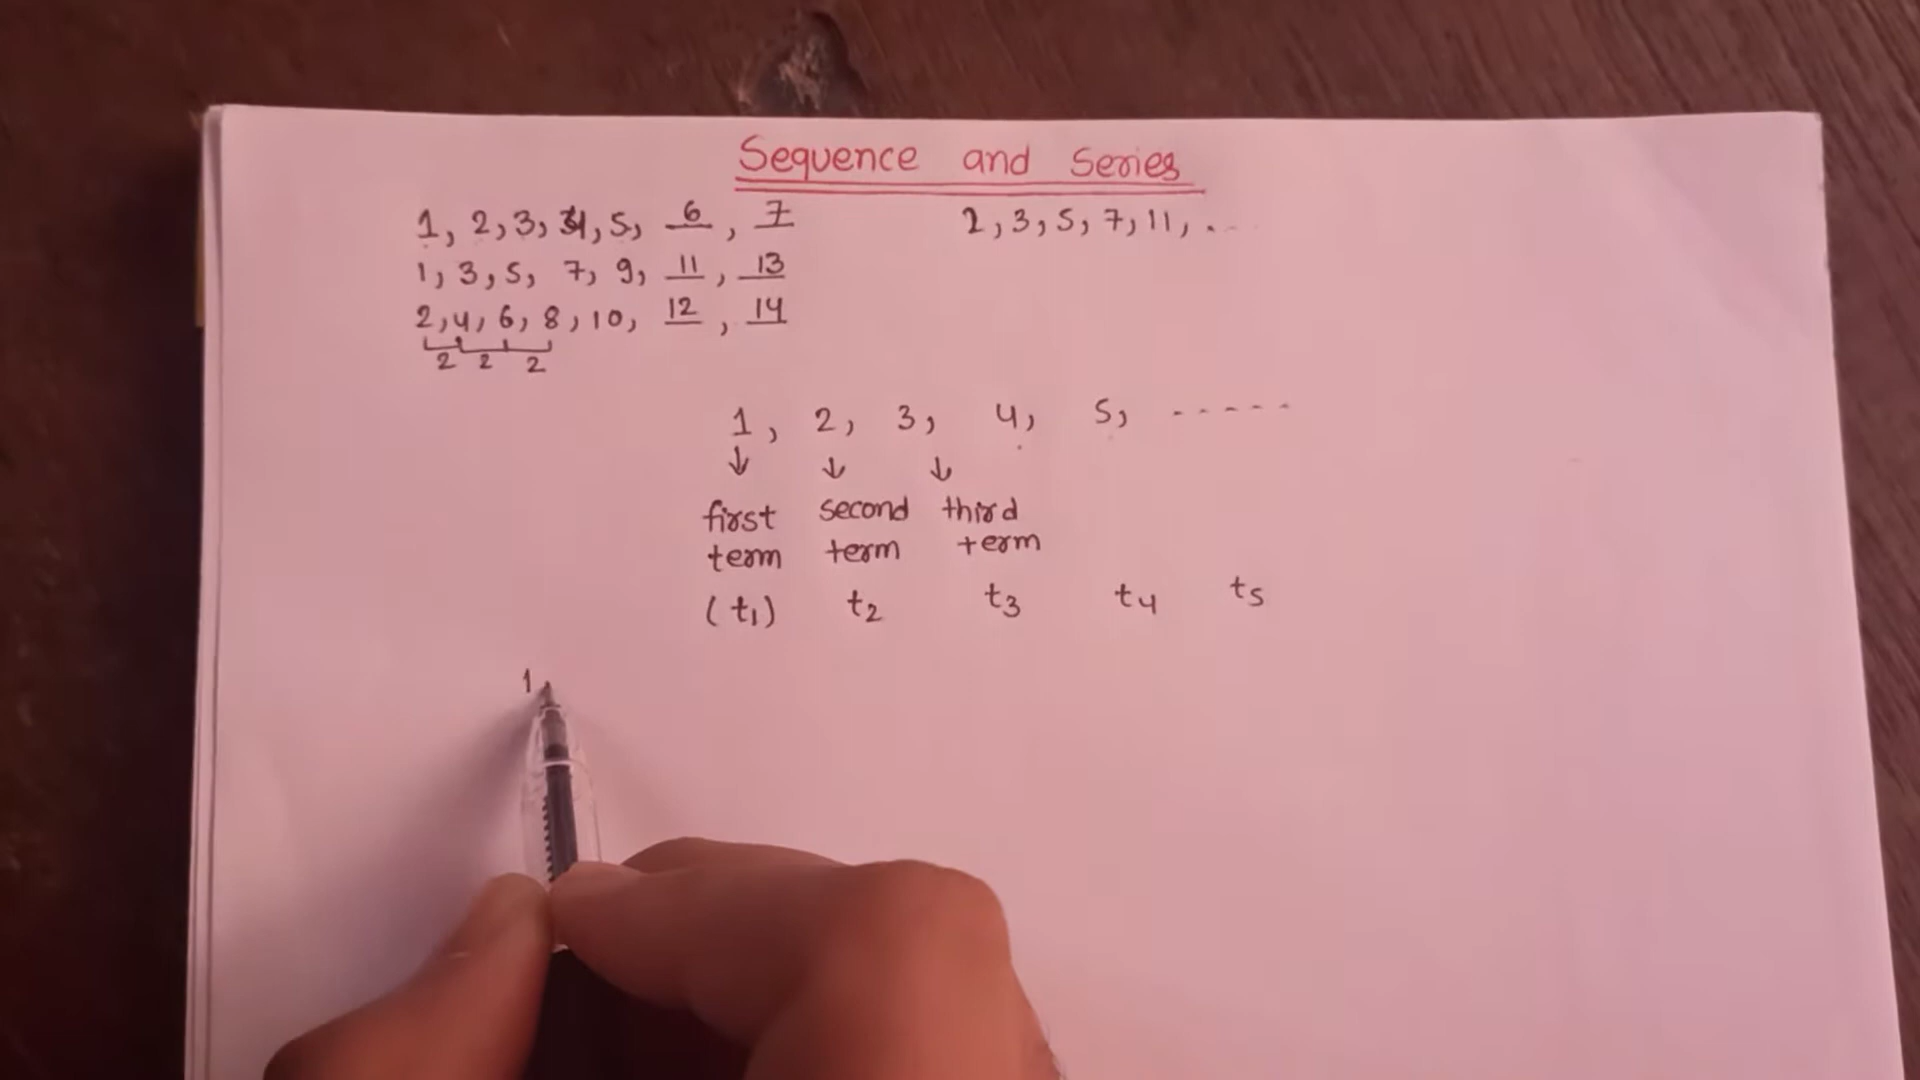 Sequence and Series
1, 2, 3, 4, 5, 6, 7
2, 3, 5, 7, 11, . . .
1, 3, 5, 7, 9, 11, 13
2, 4, 6, 8, 10, 12, 14
2 2 2
1, 2, 3, 4, 5, -----
↓ ↓ ↓
first second third
term term term
(t1) t2 t3 t4 t5
1,